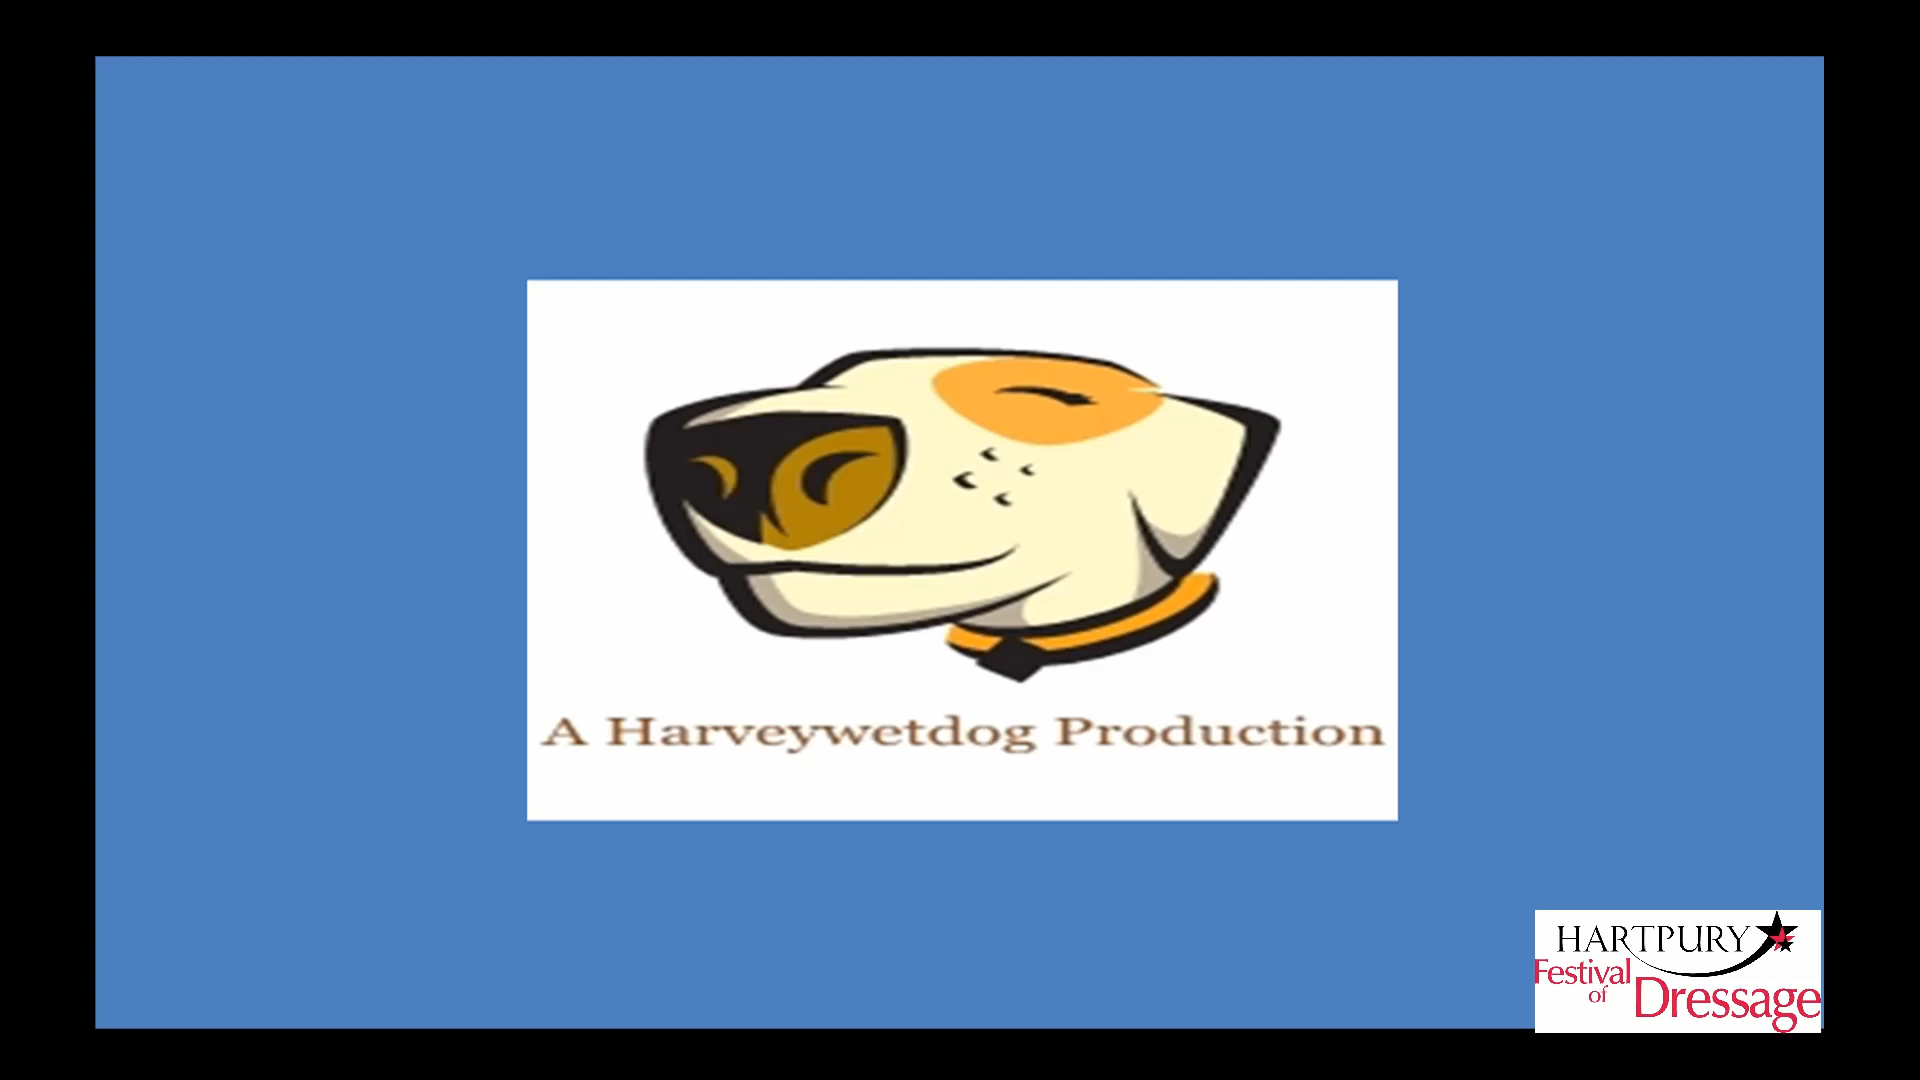 A Harveywetdog Production
HARTPURY
Festival
of
Dressage